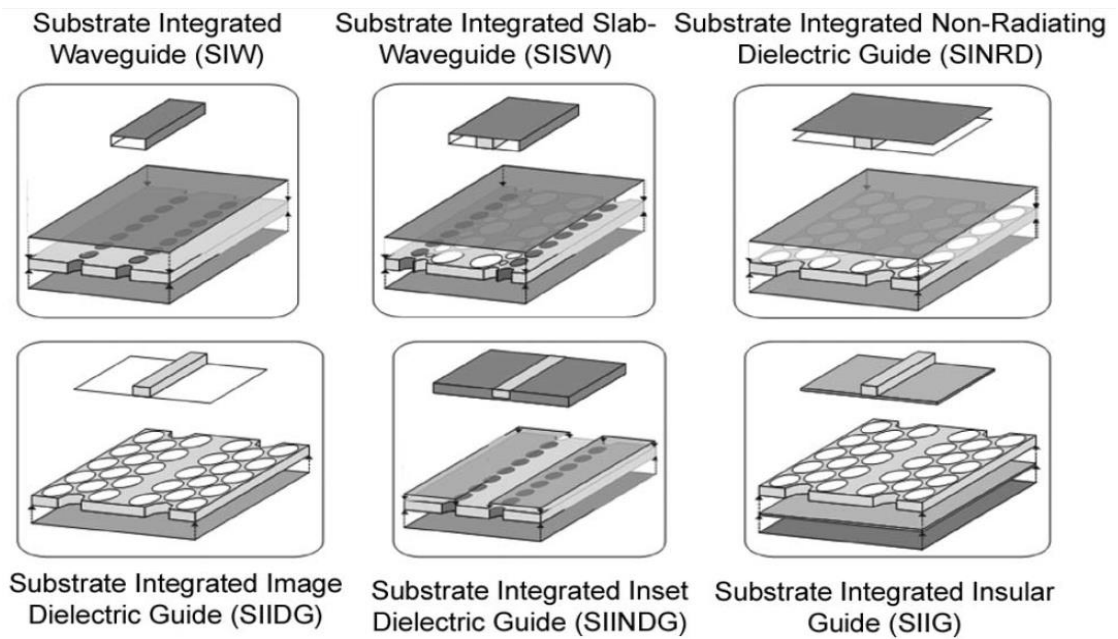 Substrate Integrated
Waveguide (SIW)
Substrate Integrated Slab-
Waveguide (SISW)
Substrate Integrated Non-Radiating
Dielectric Guide (SINRD)
Substrate Integrated Image
Dielectric Guide (SIIDG)
Substrate Integrated Inset
Dielectric Guide (SIINDG)
Substrate Integrated Insular
Guide (SIIG)